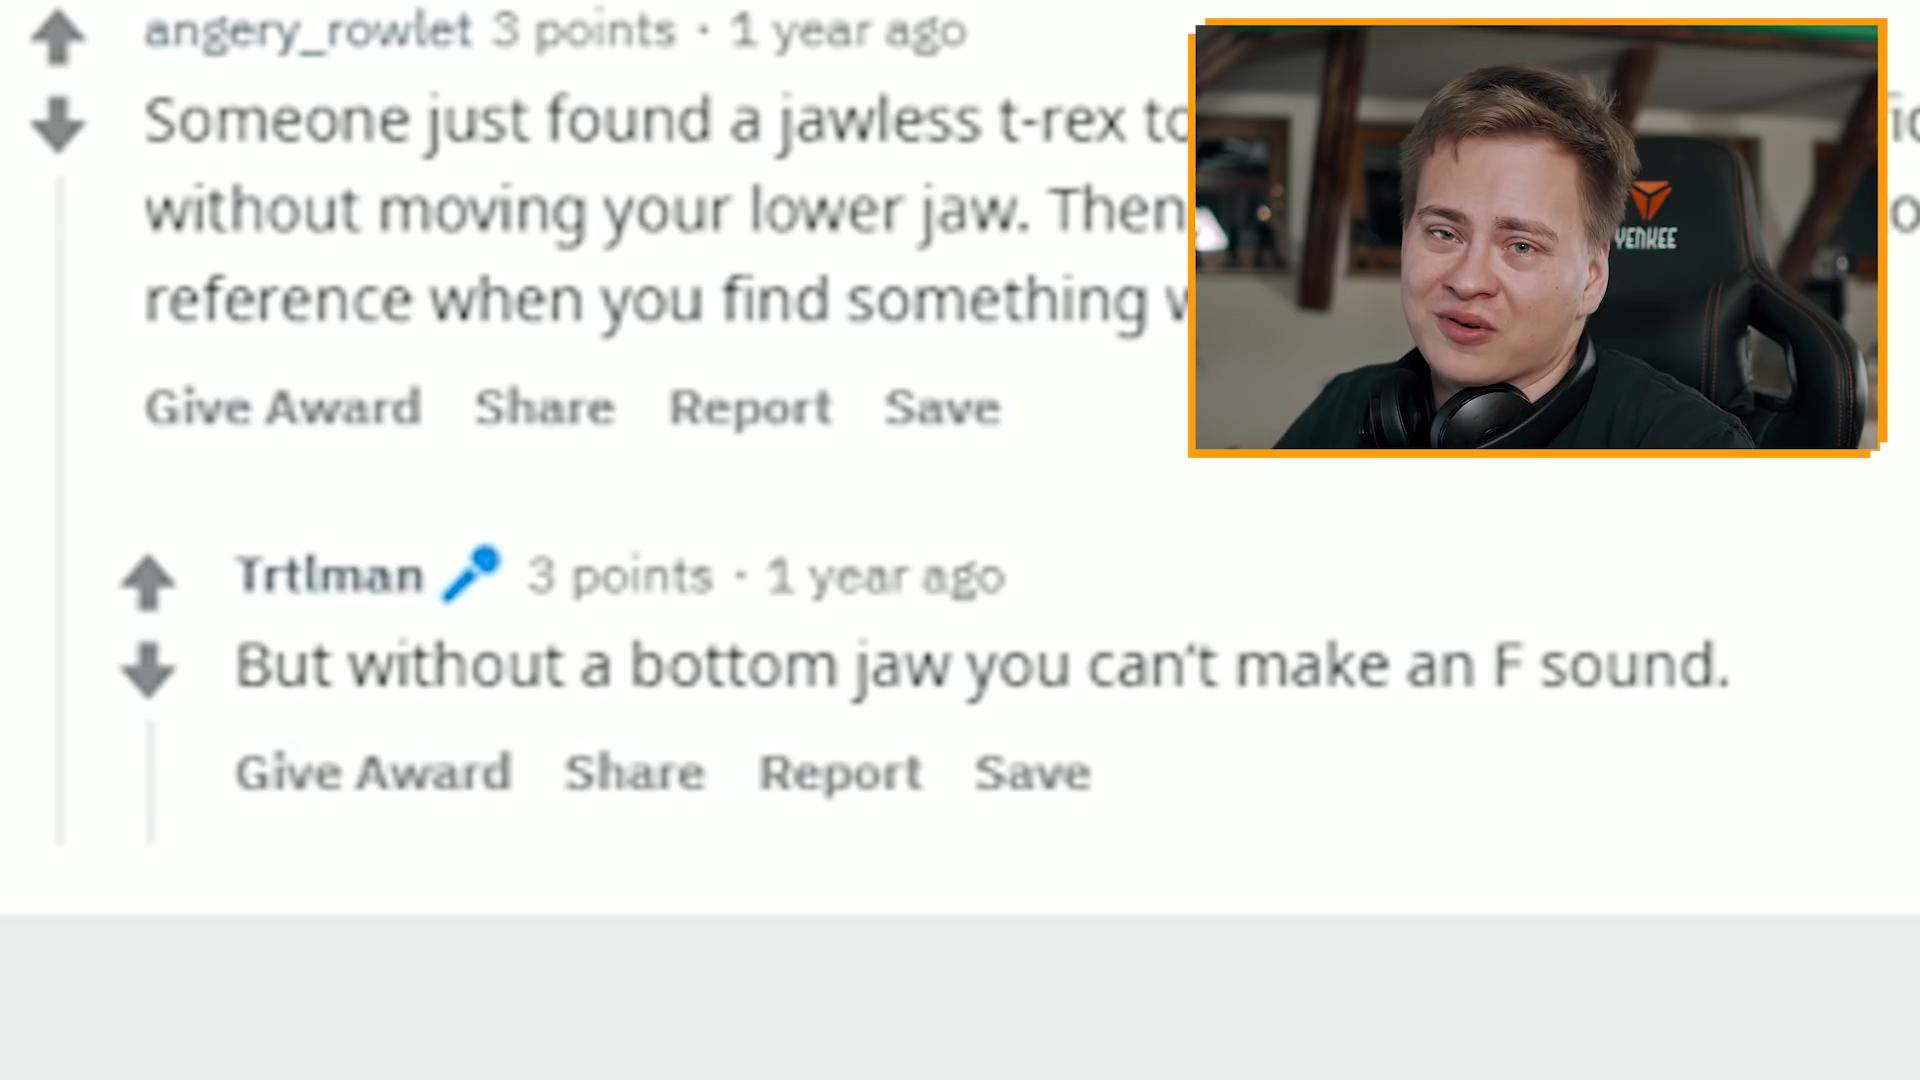 angery_rowlet 3 points · 1 year ago
Someone just found a jawless t-rex
without moving your lower jaw. Then,
reference when you find something
Give Award Share Report Save
YENKEE
Trtlman 3 points · 1 year ago
But without a bottom jaw you can't make an F sound.
Give Award Share Report Save